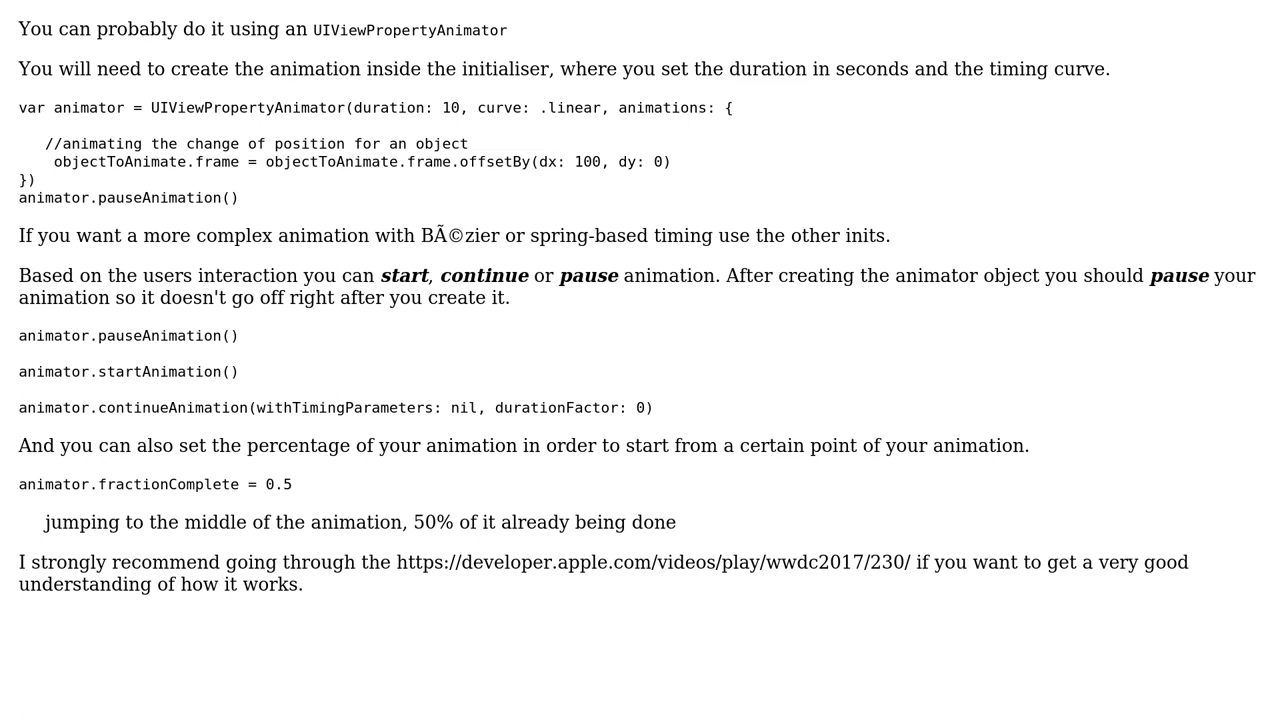 You can probably do it using an UIViewPropertyAnimator
You will need to create the animation inside the initialiser, where you set the duration in seconds and the timing curve.
var animator = UIViewPropertyAnimator(duration: 10, curve: .linear, animations: {
//animating the change of position for an object
objectToAnimate.frame = objectToAnimate.frame.offsetBy(dx: 100, dy: 0)
})
animator.pauseAnimation()
If you want a more complex animation with BÃ©zier or spring-based timing use the other inits.
Based on the users interaction you can start, continue or pause animation. After creating the animator object you should pause your
animation so it doesn't go off right after you create it.
animator.pauseAnimation()
animator.startAnimation()
animator.continueAnimation(withTimingParameters: nil, durationFactor: 0)
And you can also set the percentage of your animation in order to start from a certain point of your animation.
animator.fractionComplete = 0.5
jumping to the middle of the animation, 50% of it already being done
I strongly recommend going through the https://developer.apple.com/videos/play/wwdc2017/230/ if you want to get a very good
understanding of how it works.